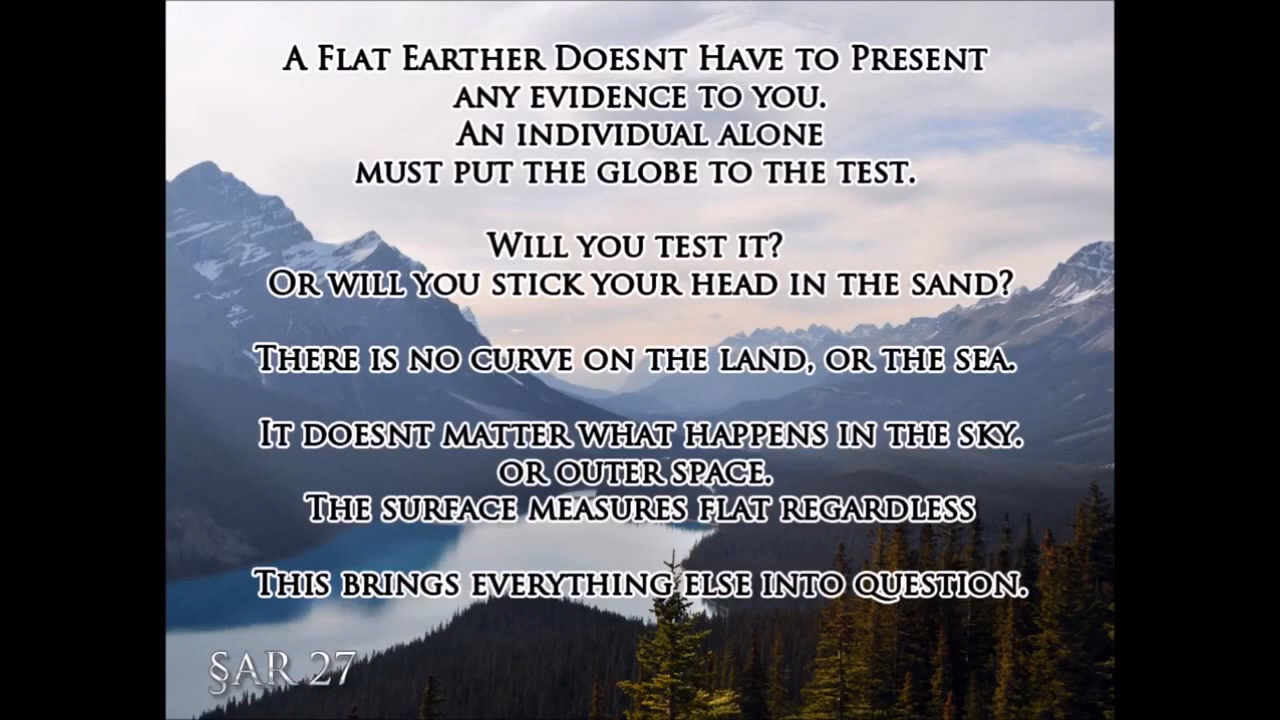 A Flat Earther Doesnt Have to Present
any evidence to you.
An individual alone
must put the globe to the test.
Will you test it?
Or will you stick your head in the sand?
There is no curve on the land, or the sea.
It doesnt matter what happens in the sky.
or outer space.
The surface measures flat regardless
This brings everything else into question.
§AR 27